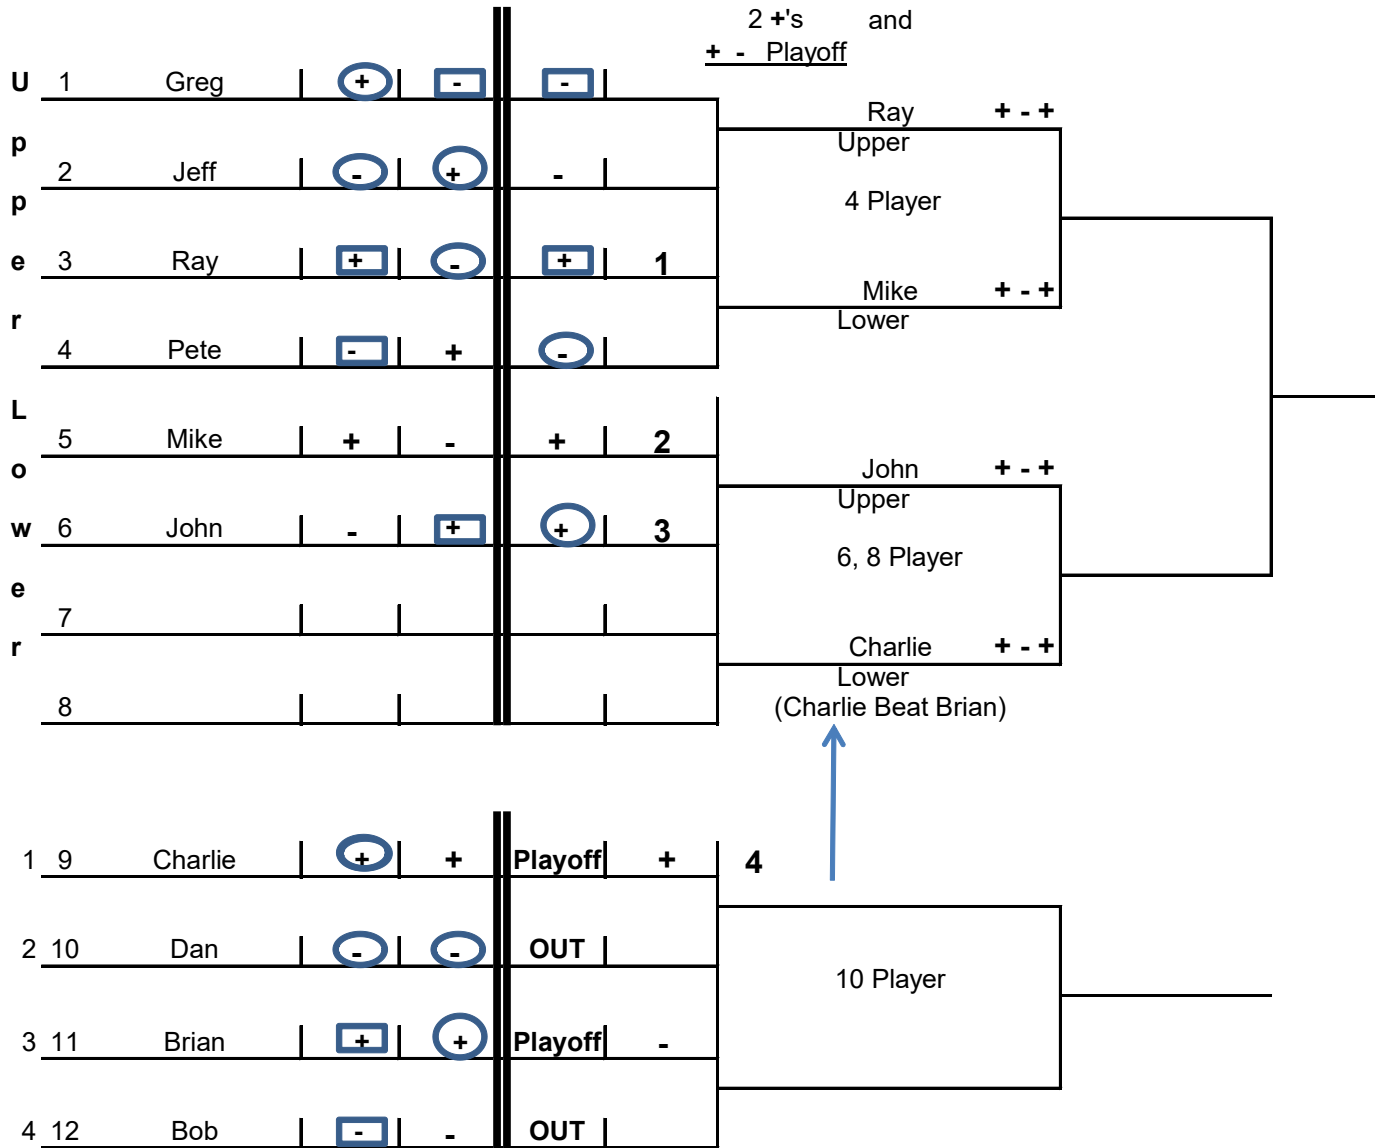 2 +'s and
+ - Playoff
U 1 Greg + - -
Ray + - +
p
Upper
2 Jeff - + -
p
4 Player
e 3 Ray + - + 1
Mike + - +
r
Lower
4 Pete - + -
L
5 Mike + - + 2
o
John + - +
Upper
w 6 John - + + 3
6, 8 Player
e
7
r
Charlie + - +
Lower
8
(Charlie Beat Brian)
1 9 Charlie + + Playoff + 4
2 10 Dan - - OUT
10 Player
3 11 Brian + + Playoff -
4 12 Bob - - OUT